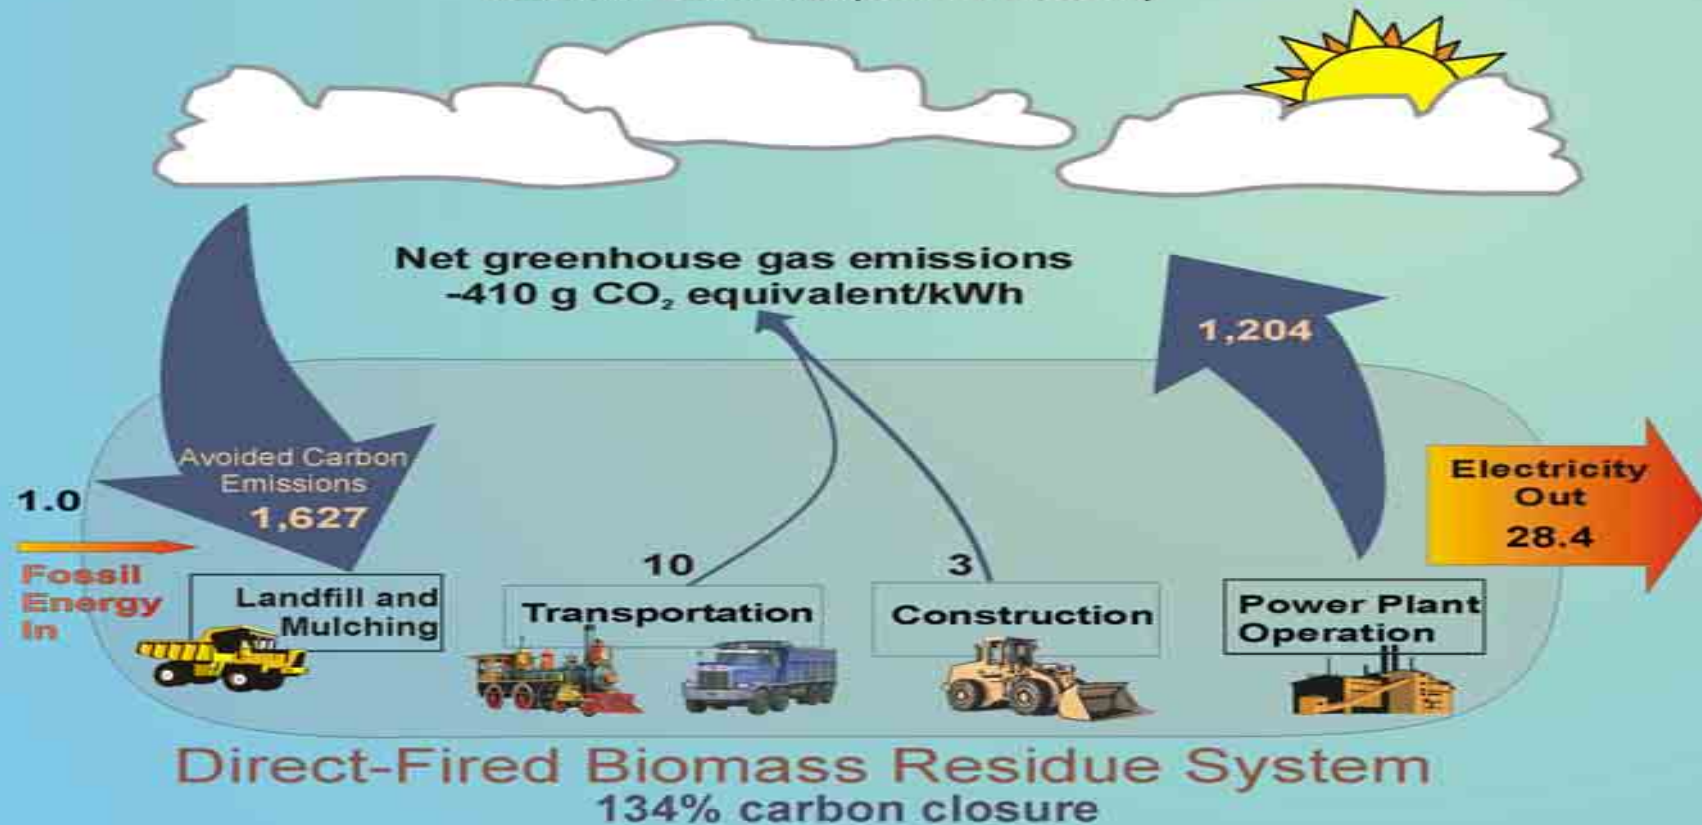 Net greenhouse gas emissions
-410 g CO₂ equivalent/kWh
1,204
Avoided Carbon
Emissions
1,627
1.0
Fossil
Energy
In
Electricity
Out
28.4
10
3
Landfill and
Mulching
Transportation
Construction
Power Plant
Operation
Direct-Fired Biomass Residue System
134% carbon closure